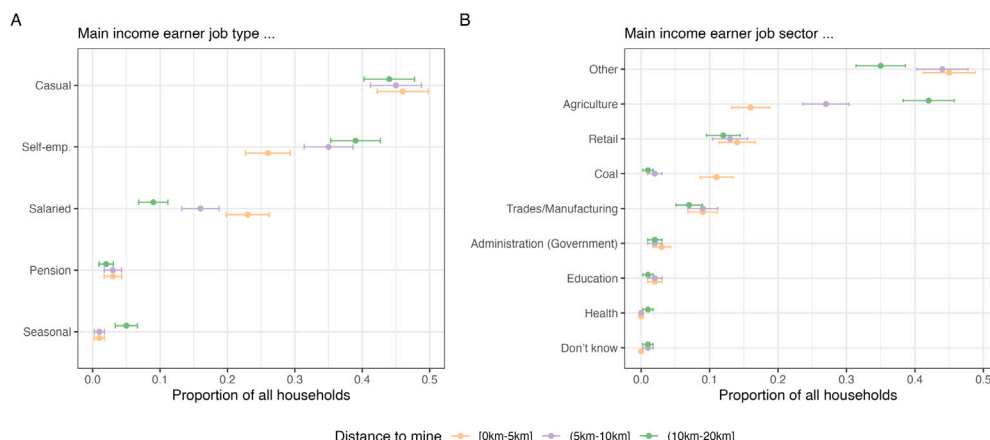 A
Main income earner job type ...
Casual
Self-emp.
Salaried
Pension
Seasonal
0.0 0.1 0.2 0.3 0.4 0.5
Proportion of all households
B
Main income earner job sector ...
Other
Agriculture
Retail
Coal
Trades/Manufacturing
Administration (Government)
Education
Health
Don't know
0.0 0.1 0.2 0.3 0.4 0.5
Proportion of all households
Distance to mine [0km-5km] (5km-10km] (10km-20km]